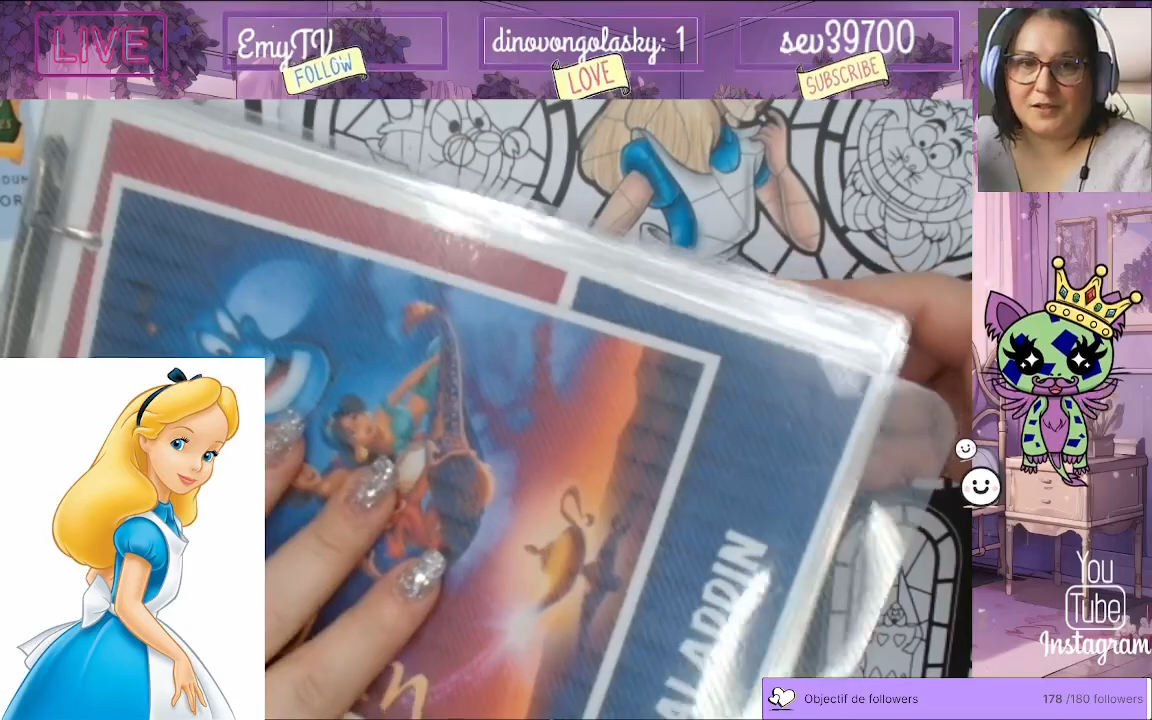 LIVE
EmyTV
FOLLOW
dinovongolasky: 1
LOVE
sev39700
SUBSCRIBE
ALADDIN
You
Tube
Instagram
Objectif de followers
178 /180 followers